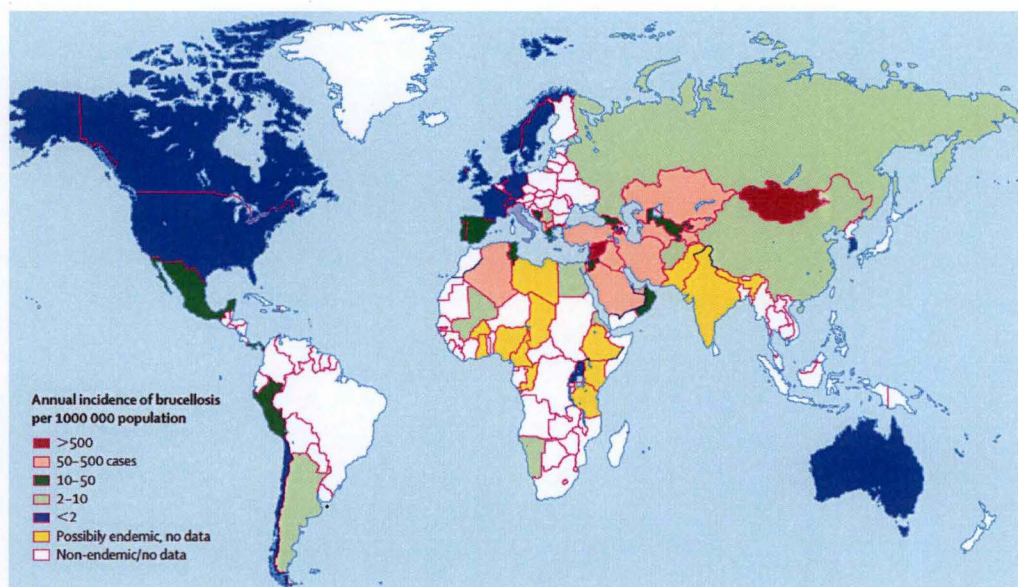 Annual incidence of brucellosis
per 1000 000 population
>500
50–500 cases
10–50
2–10
<2
Possibily endemic, no data
Non-endemic/no data